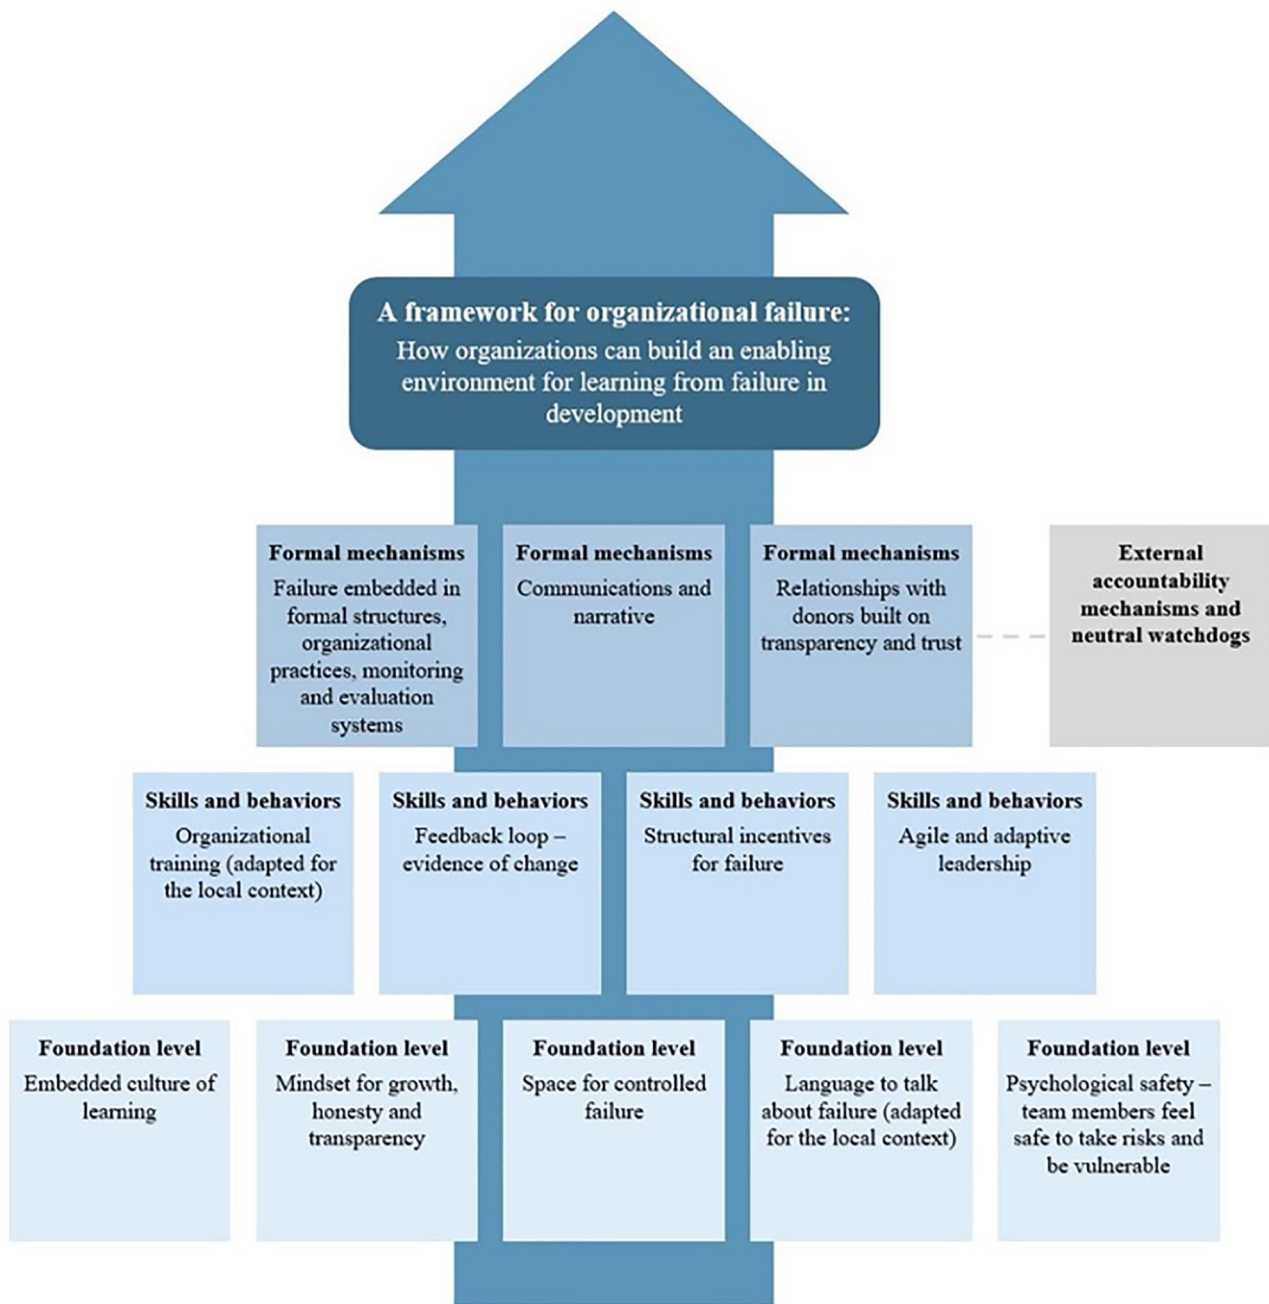 A framework for organizational failure:
How organizations can build an enabling
environment for learning from failure in
development
Formal mechanisms
Failure embedded in
formal structures,
organizational
practices, monitoring
and evaluation
systems
Formal mechanisms
Communications and
narrative
Formal mechanisms
Relationships with
donors built on
transparency and trust
External
accountability
mechanisms and
neutral watchdogs
Skills and behaviors
Organizational
training (adapted for
the local context)
Skills and behaviors
Feedback loop –
evidence of change
Skills and behaviors
Structural incentives
for failure
Skills and behaviors
Agile and adaptive
leadership
Foundation level
Embedded culture of
learning
Foundation level
Mindset for growth,
honesty and
transparency
Foundation level
Space for controlled
failure
Foundation level
Language to talk
about failure (adapted
for the local context)
Foundation level
Psychological safety –
team members feel
safe to take risks and
be vulnerable